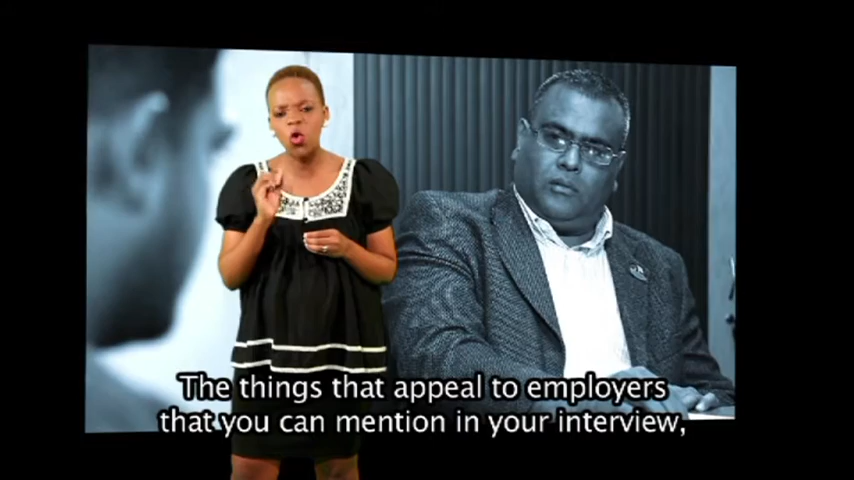 The things that appeal to employers
that you can mention in your interview,